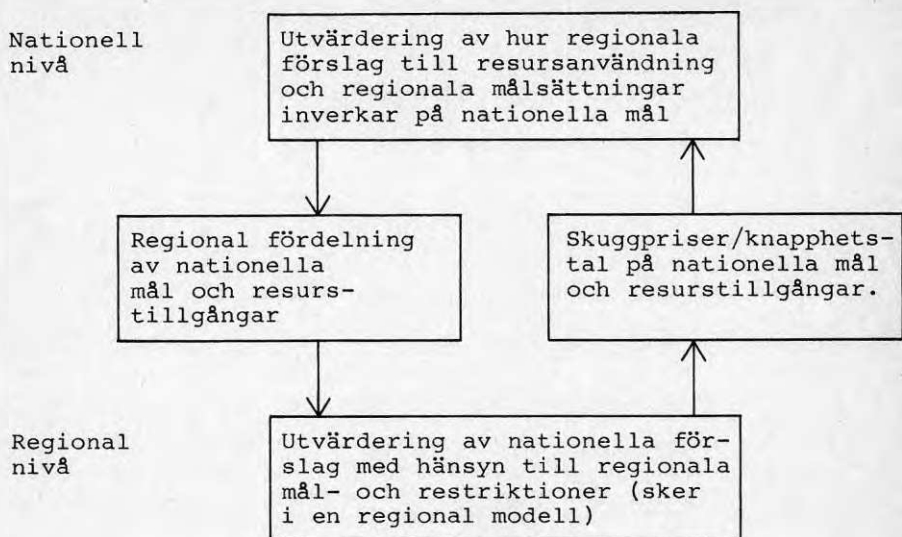 Nationell
nivå
Utvärdering av hur regionala
förslag till resursanvändning
och regionala målsättningar
inverkar på nationella mål
Regional fördelning
av nationella
mål och resurs-
tillgångar
Skuggpriser/knapphets-
tal på nationella mål
och resurstillgångar.
Regional
nivå
Utvärdering av nationella för-
slag med hänsyn till regionala
mål- och restriktioner (sker
i en regional modell)